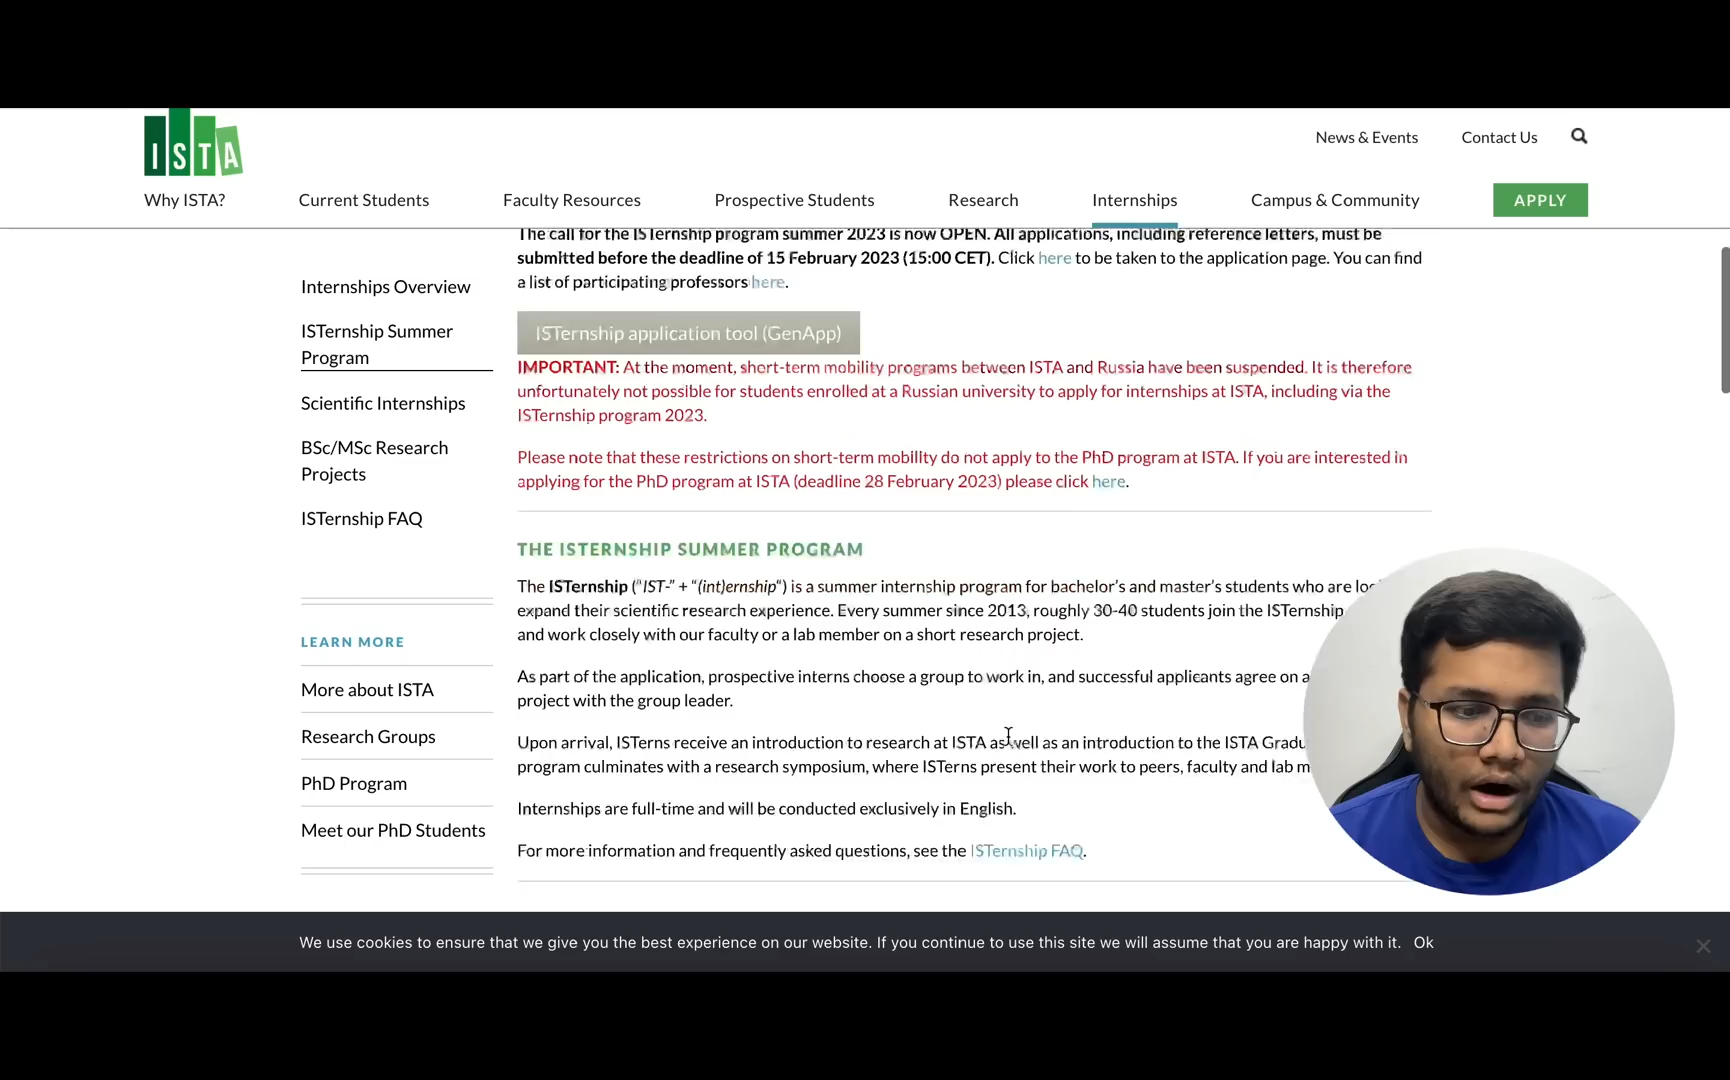 ISTA
News & Events
Contact Us
Why ISTA?
Current Students
Faculty Resources
Prospective Students
Research
Internships
Campus & Community
APPLY
Internships Overview
ISTernship Summer
Program
Scientific Internships
BSc/MSc Research
Projects
ISTernship FAQ
LEARN MORE
More about ISTA
Research Groups
PhD Program
Meet our PhD Students
The call for the ISTernship program summer 2023 is now OPEN. All applications, including reference letters, must be
submitted before the deadline of 15 February 2023 (15:00 CET). Click here to be taken to the application page. You can find
a list of participating professors here.
ISTernship application tool (GenApp)
IMPORTANT: At the moment, short-term mobility programs between ISTA and Russia have been suspended. It is therefore
unfortunately not possible for students enrolled at a Russian university to apply for internships at ISTA, including via the
ISTernship program 2023.
Please note that these restrictions on short-term mobility do not apply to the PhD program at ISTA. If you are interested in
applying for the PhD program at ISTA (deadline 28 February 2023) please click here.
THE ISTERNSHIP SUMMER PROGRAM
The ISTernship (“IST-” + “(int)ernship“) is a summer internship program for bachelor’s and master’s students who are
expand their scientific research experience. Every summer since 2013, roughly 30-40 students join the ISTernship
and work closely with our faculty or a lab member on a short research project.
As part of the application, prospective interns choose a group to work in, and successful applicants agree on a
project with the group leader.
Upon arrival, ISTerns receive an introduction to research at ISTA as well as an introduction to the ISTA
program culminates with a research symposium, where ISTerns present their work to peers, faculty and lab
Internships are full-time and will be conducted exclusively in English.
For more information and frequently asked questions, see the ISTernship FAQ.
We use cookies to ensure that we give you the best experience on our website. If you continue to use this site we will assume that you are happy with it. Ok